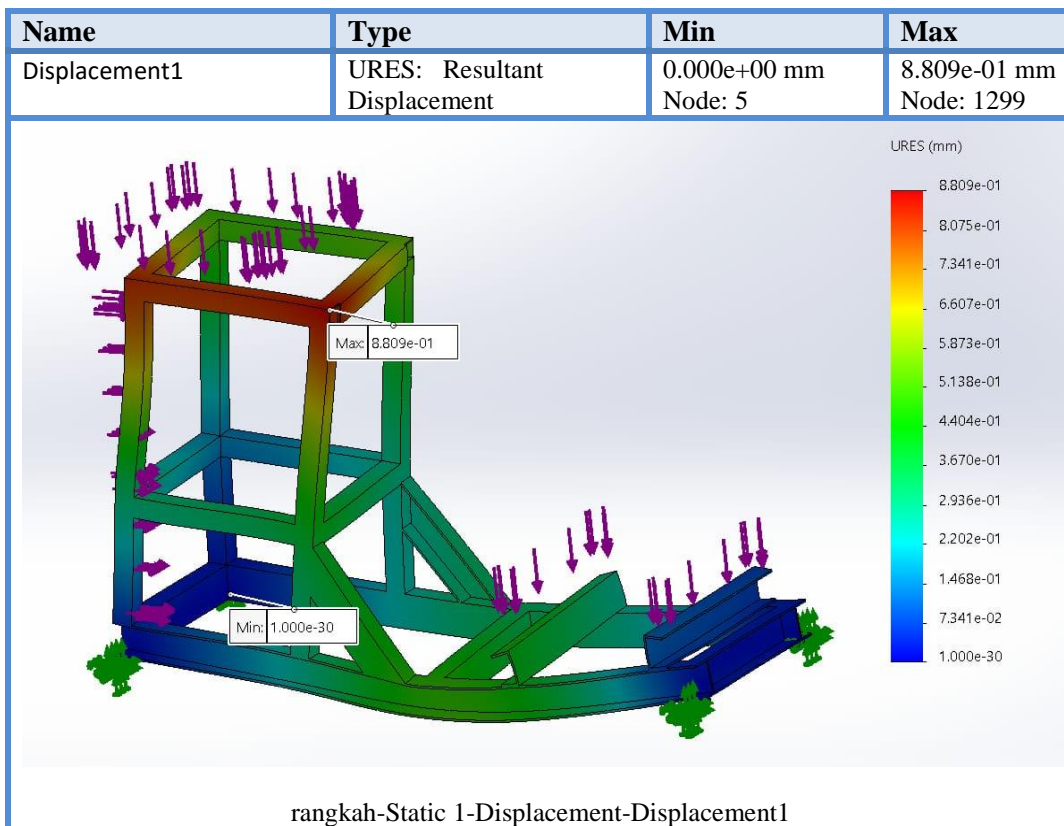 Name Type Min Max
Displacement1 URES: Resultant 0.000e+00 mm 8.809e-01 mm
Displacement Node: 5 Node: 1299
URES (mm)
8.809e-01
8.075e-01
7.341e-01
6.607e-01
5.873e-01
5.138e-01
4.404e-01
3.670e-01
2.936e-01
2.202e-01
1.468e-01
7.341e-02
1.000e-30
Max: 8.809e-01
Min: 1.000e-30
rangkah-Static 1-Displacement-Displacement1